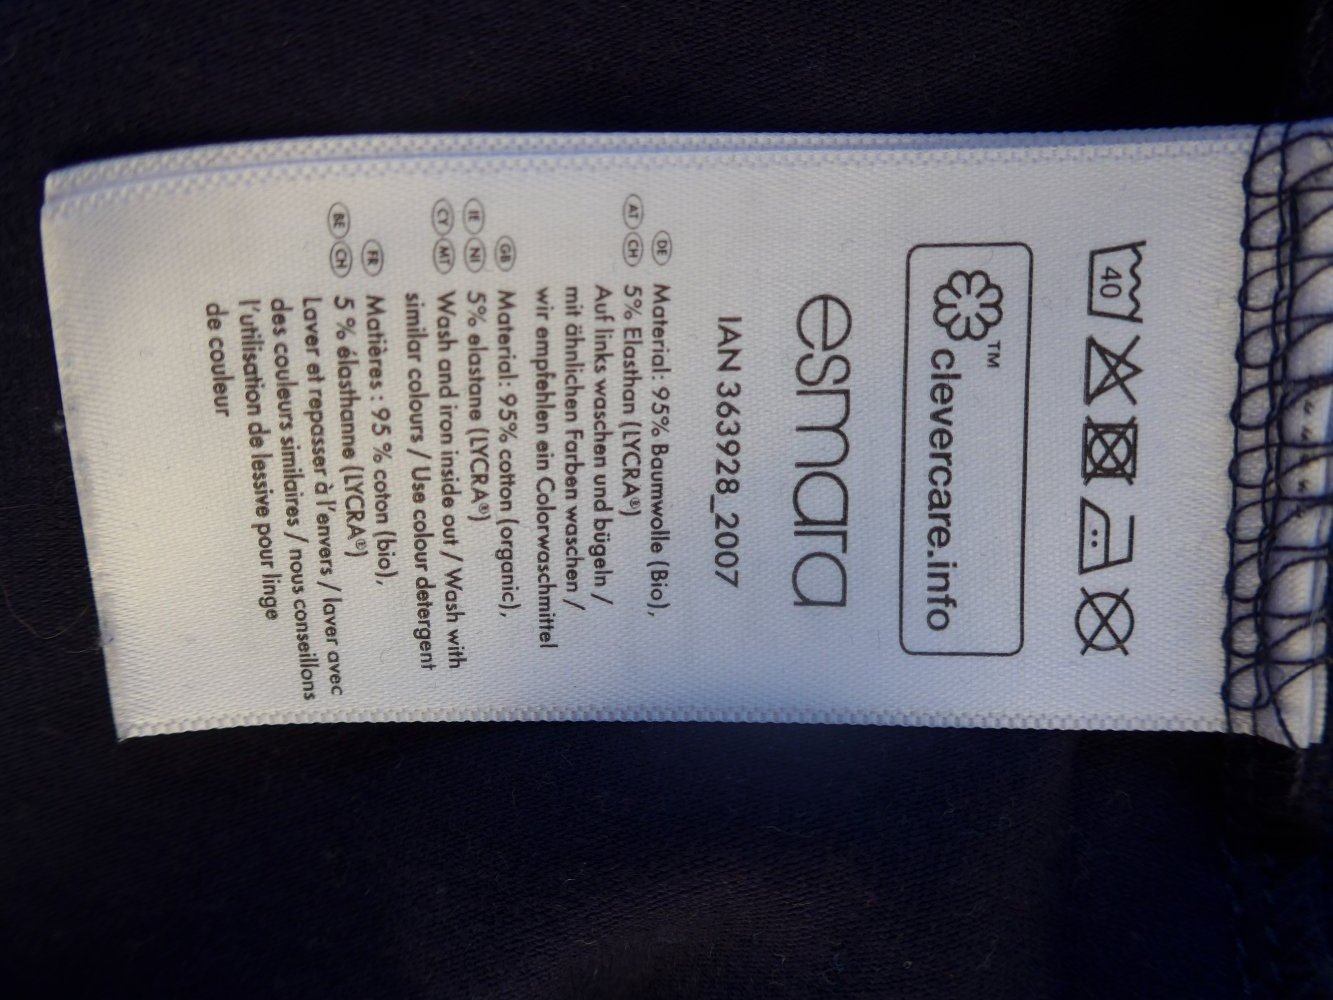 40
clevercare.info™
esmara
IAN 363928_2007
DE Material: 95% Baumwolle (Bio),
AT CH 5% Elasthan (LYCRA®)
Auf links waschen und bügeln /
mit ähnlichen Farben waschen /
wir empfehlen ein Colorwaschmittel
GB Material: 95% cotton (organic),
IE NI 5% elastane (LYCRA®)
CY MT Wash and iron inside out / Wash with
similar colours / Use colour detergent
FR Matières : 95 % coton (bio),
BE CH 5 % élasthanne (LYCRA®)
Laver et repasser à l'envers / laver avec
des couleurs similaires / nous conseillons
l'utilisation de lessive pour linge
de couleur